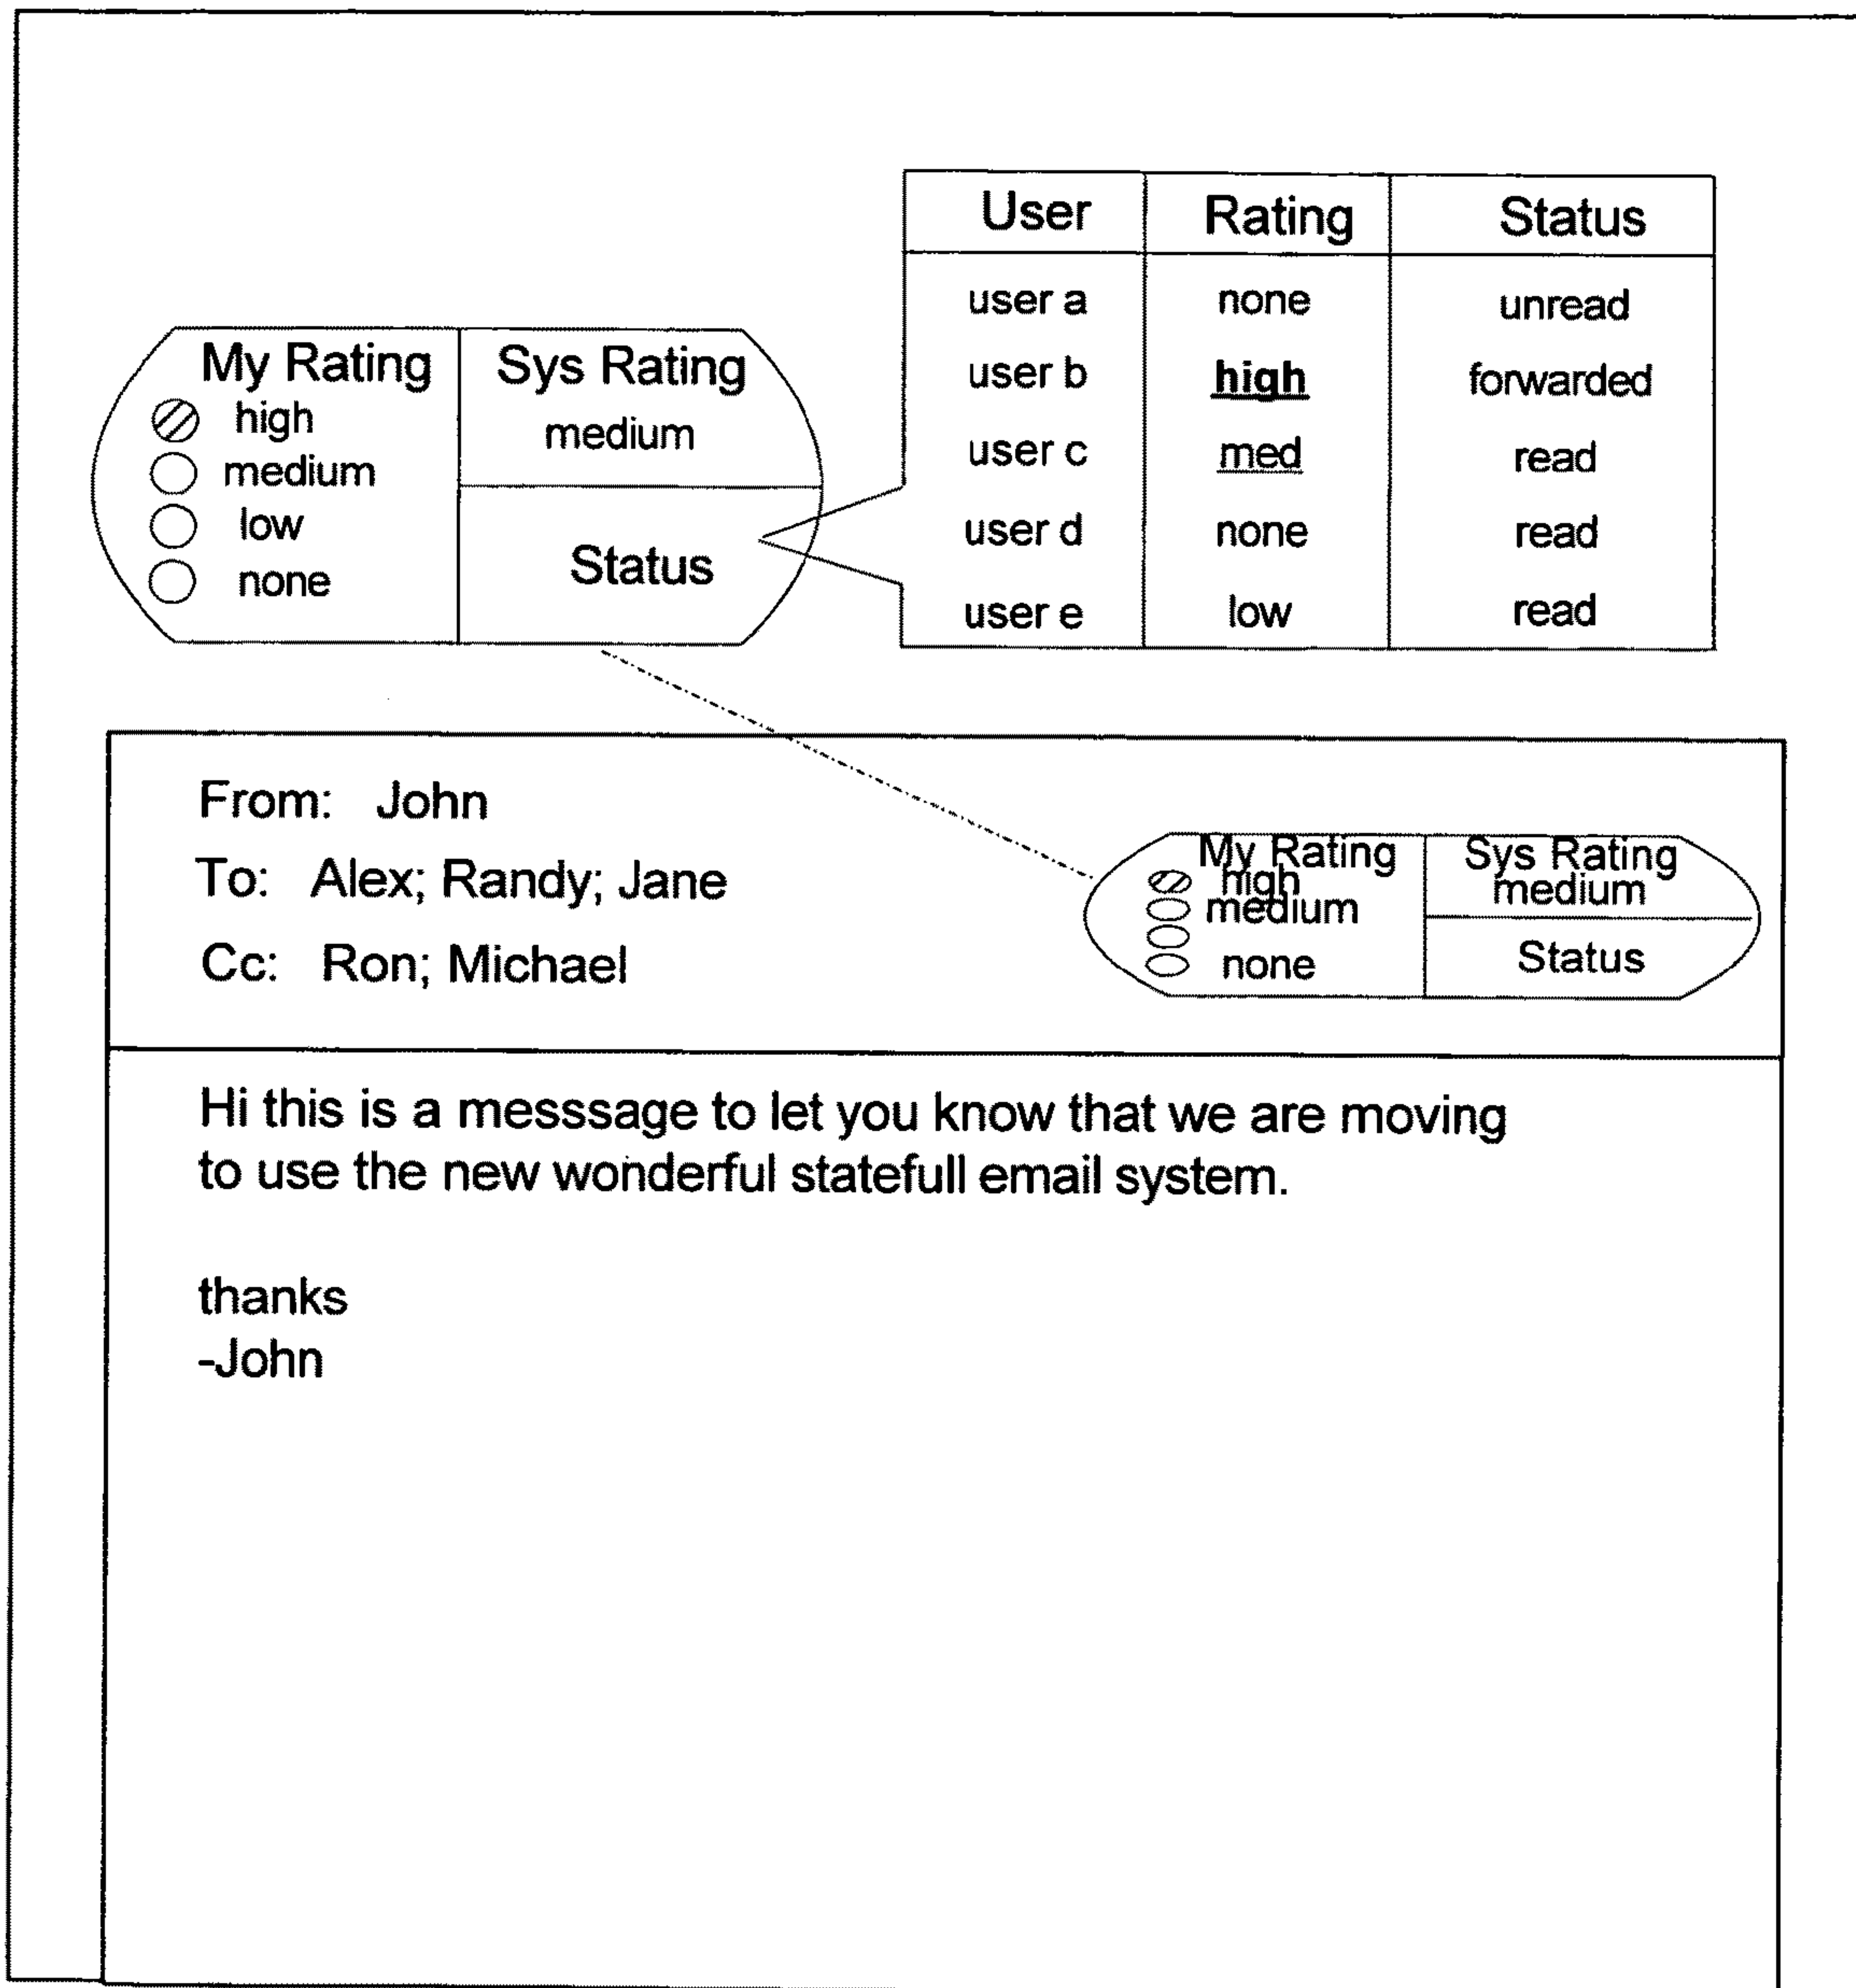 User Rating Status
user a none unread
user b high forwarded
user c med read
user d none read
user e low read
My Rating
high
medium
low
none
Sys Rating
medium
Status
From: John
To: Alex; Randy; Jane
Cc: Ron; Michael
My Rating
high
medium
none
Sys Rating
medium
Status
Hi this is a messsage to let you know that we are moving
to use the new wonderful statefull email system.
thanks
-John